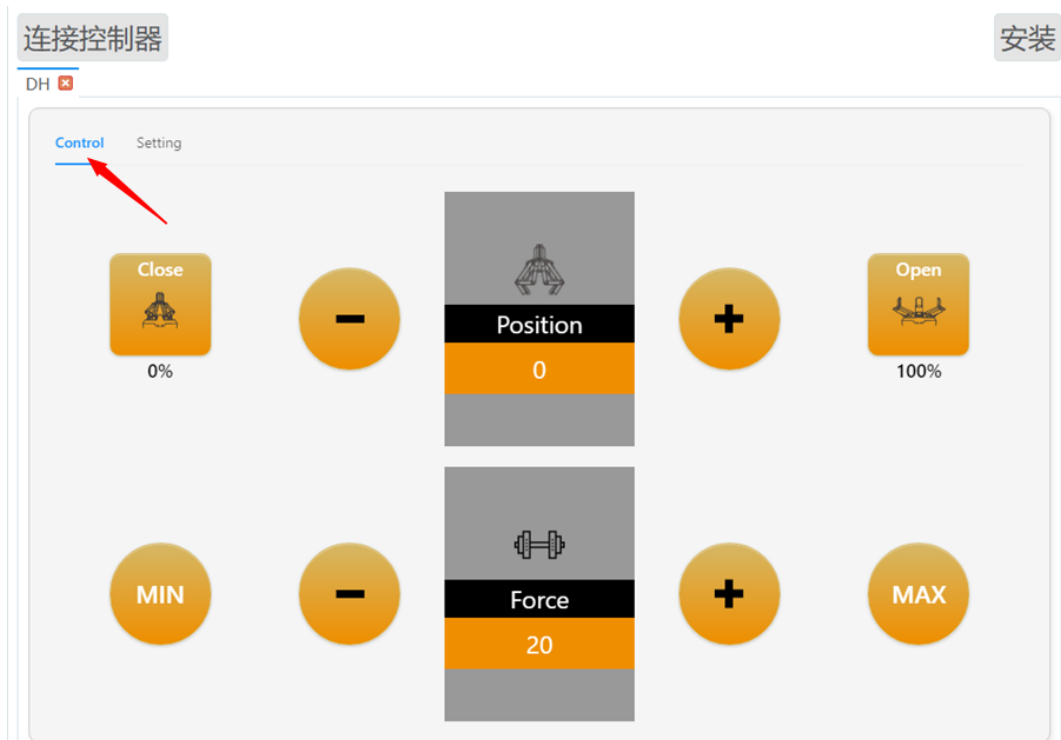 连接控制器
安装
DH
Control
Setting
Close
0%
Position
0
Open
100%
MIN
Force
20
MAX